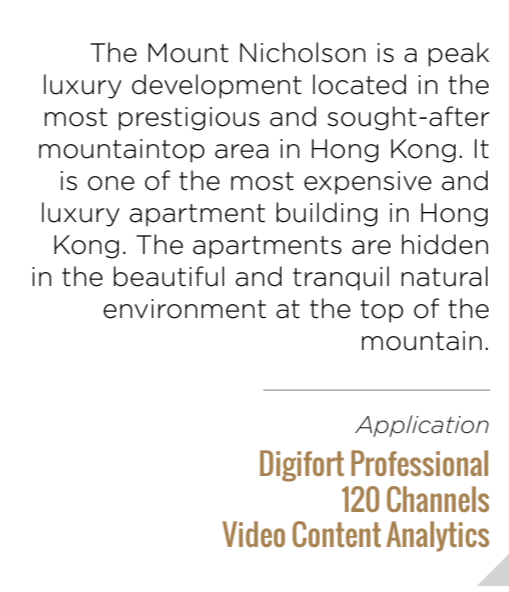 The Mount Nicholson is a peak
luxury development located in the
most prestigious and sought-after
mountaintop area in Hong Kong. It
is one of the most expensive and
luxury apartment building in Hong
Kong. The apartments are hidden
in the beautiful and tranquil natural
environment at the top of the
mountain.
Application
Digifort Professional
120 Channels
Video Content Analytics